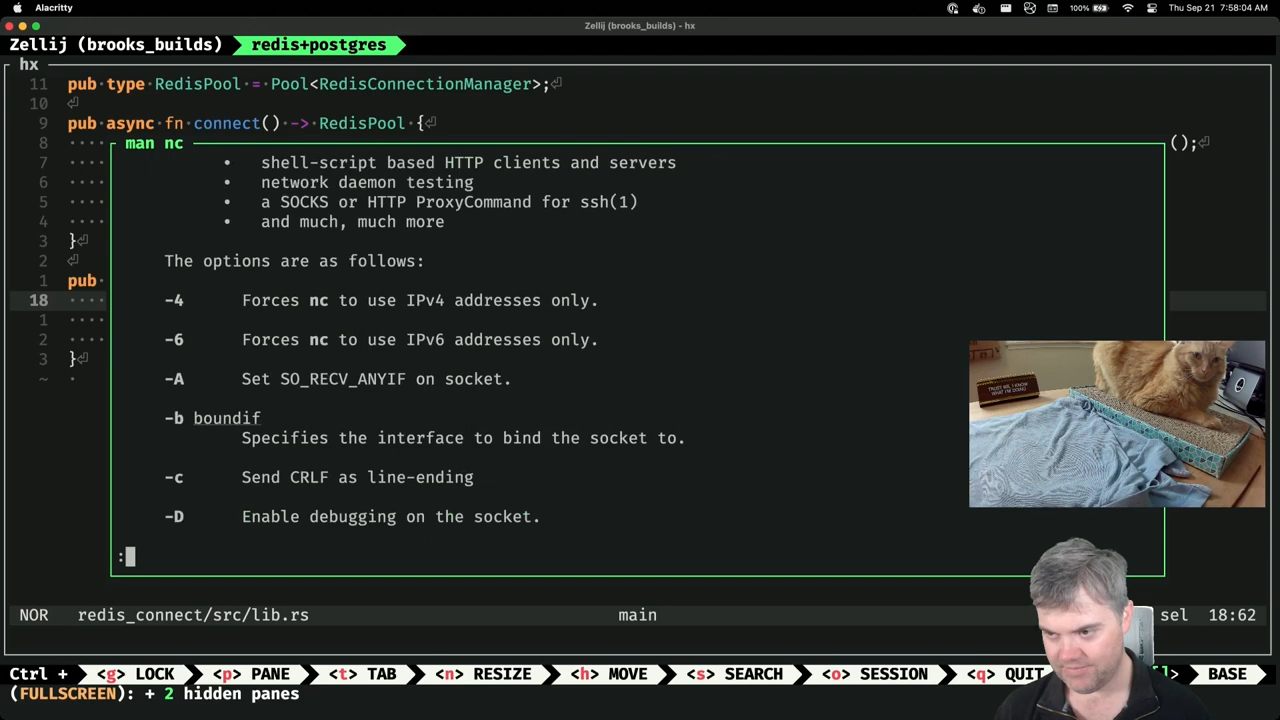 Alacritty
100%
Thu Sep 21 7:58:04 AM
Zellij (brooks_builds) - hx
Zellij (brooks_builds) redis+postgres
hx
11 pub type RedisPool = Pool<RedisConnectionManager>;
10
9 pub async fn connect() -> RedisPool {
8 ();
man nc
7 • shell-script based HTTP clients and servers
6 • network daemon testing
5 • a SOCKS or HTTP ProxyCommand for ssh(1)
4 • and much, much more
3 }
2 The options are as follows:
1 pub
18 -4 Forces nc to use IPv4 addresses only.
1
2 -6 Forces nc to use IPv6 addresses only.
3 }
~ -A Set SO_RECV_ANYIF on socket.
-b boundif
Specifies the interface to bind the socket to.
-c Send CRLF as line-ending
-D Enable debugging on the socket.
:
TRUST ME, I KNOW
WHAT I'M DOING
NOR redis_connect/src/lib.rs main sel 18:62
Ctrl + <g> LOCK <p> PANE <t> TAB <n> RESIZE <h> MOVE <s> SEARCH <o> SESSION <q> QUIT BASE
(FULLSCREEN): + 2 hidden panes